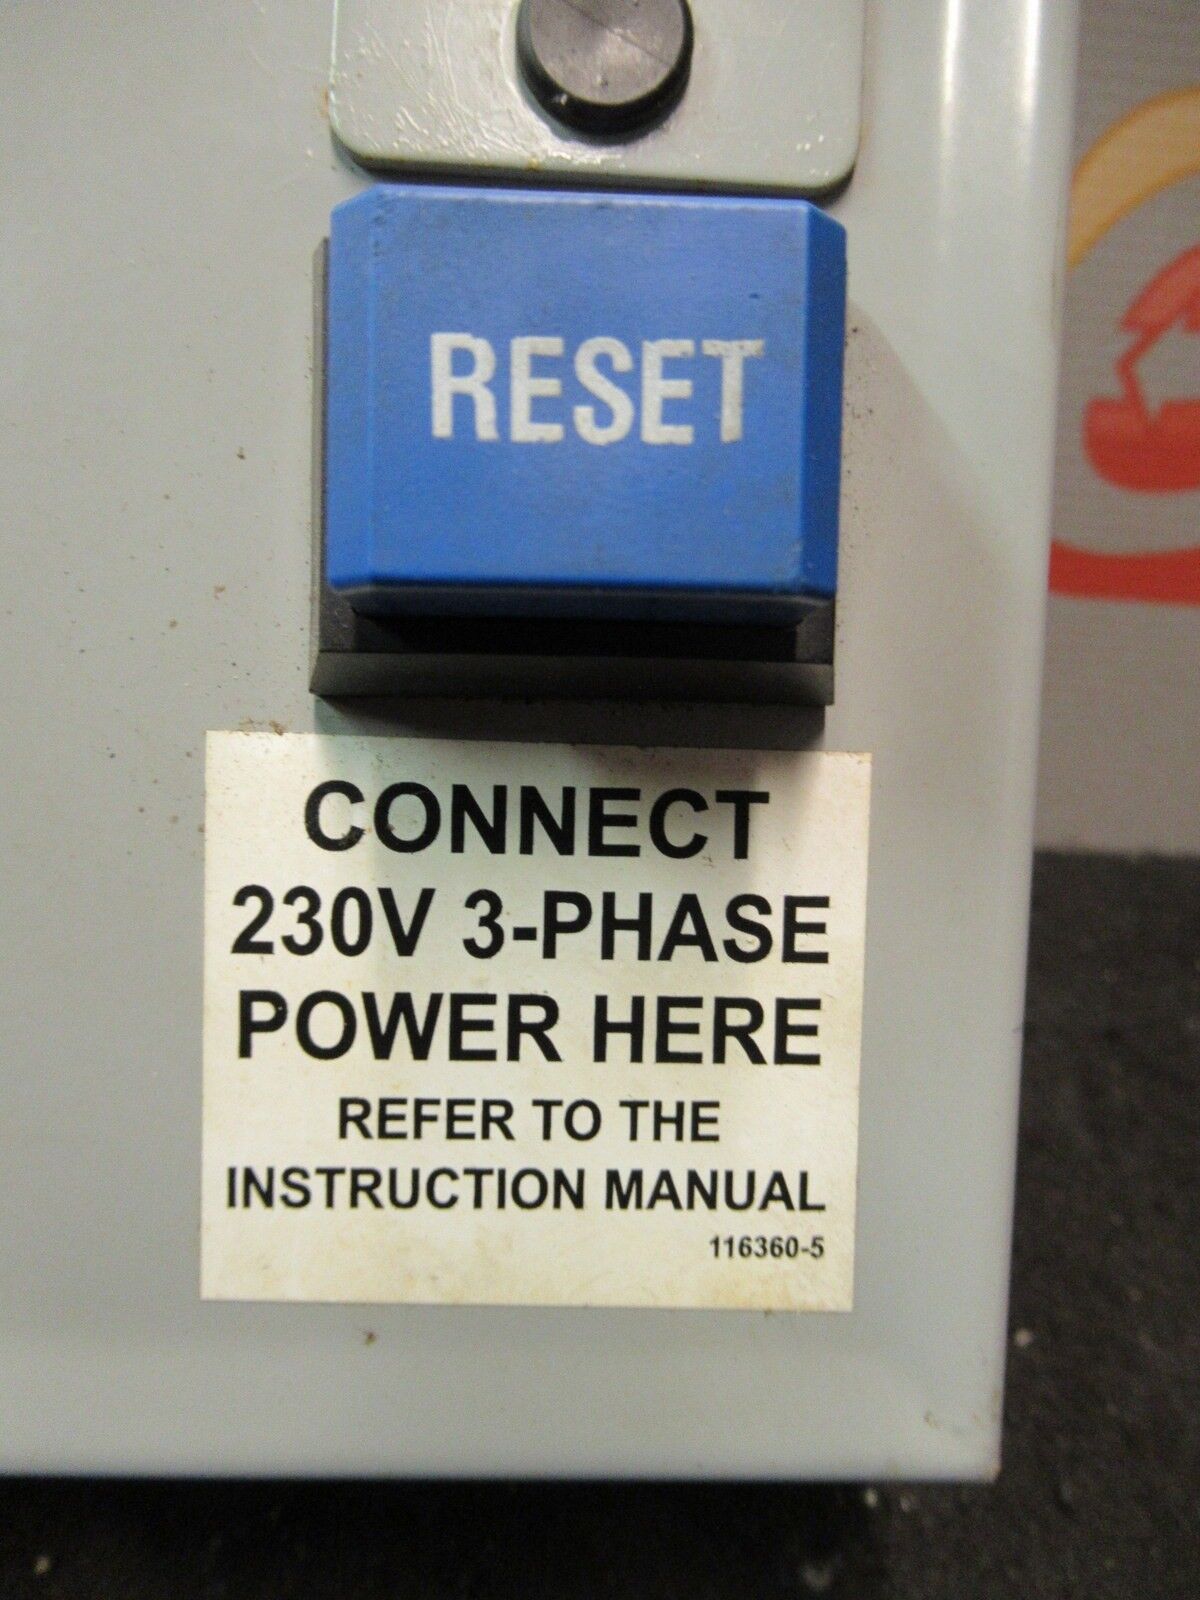 RESET
CONNECT
230V 3-PHASE
POWER HERE
REFER TO THE
INSTRUCTION MANUAL
116360-5